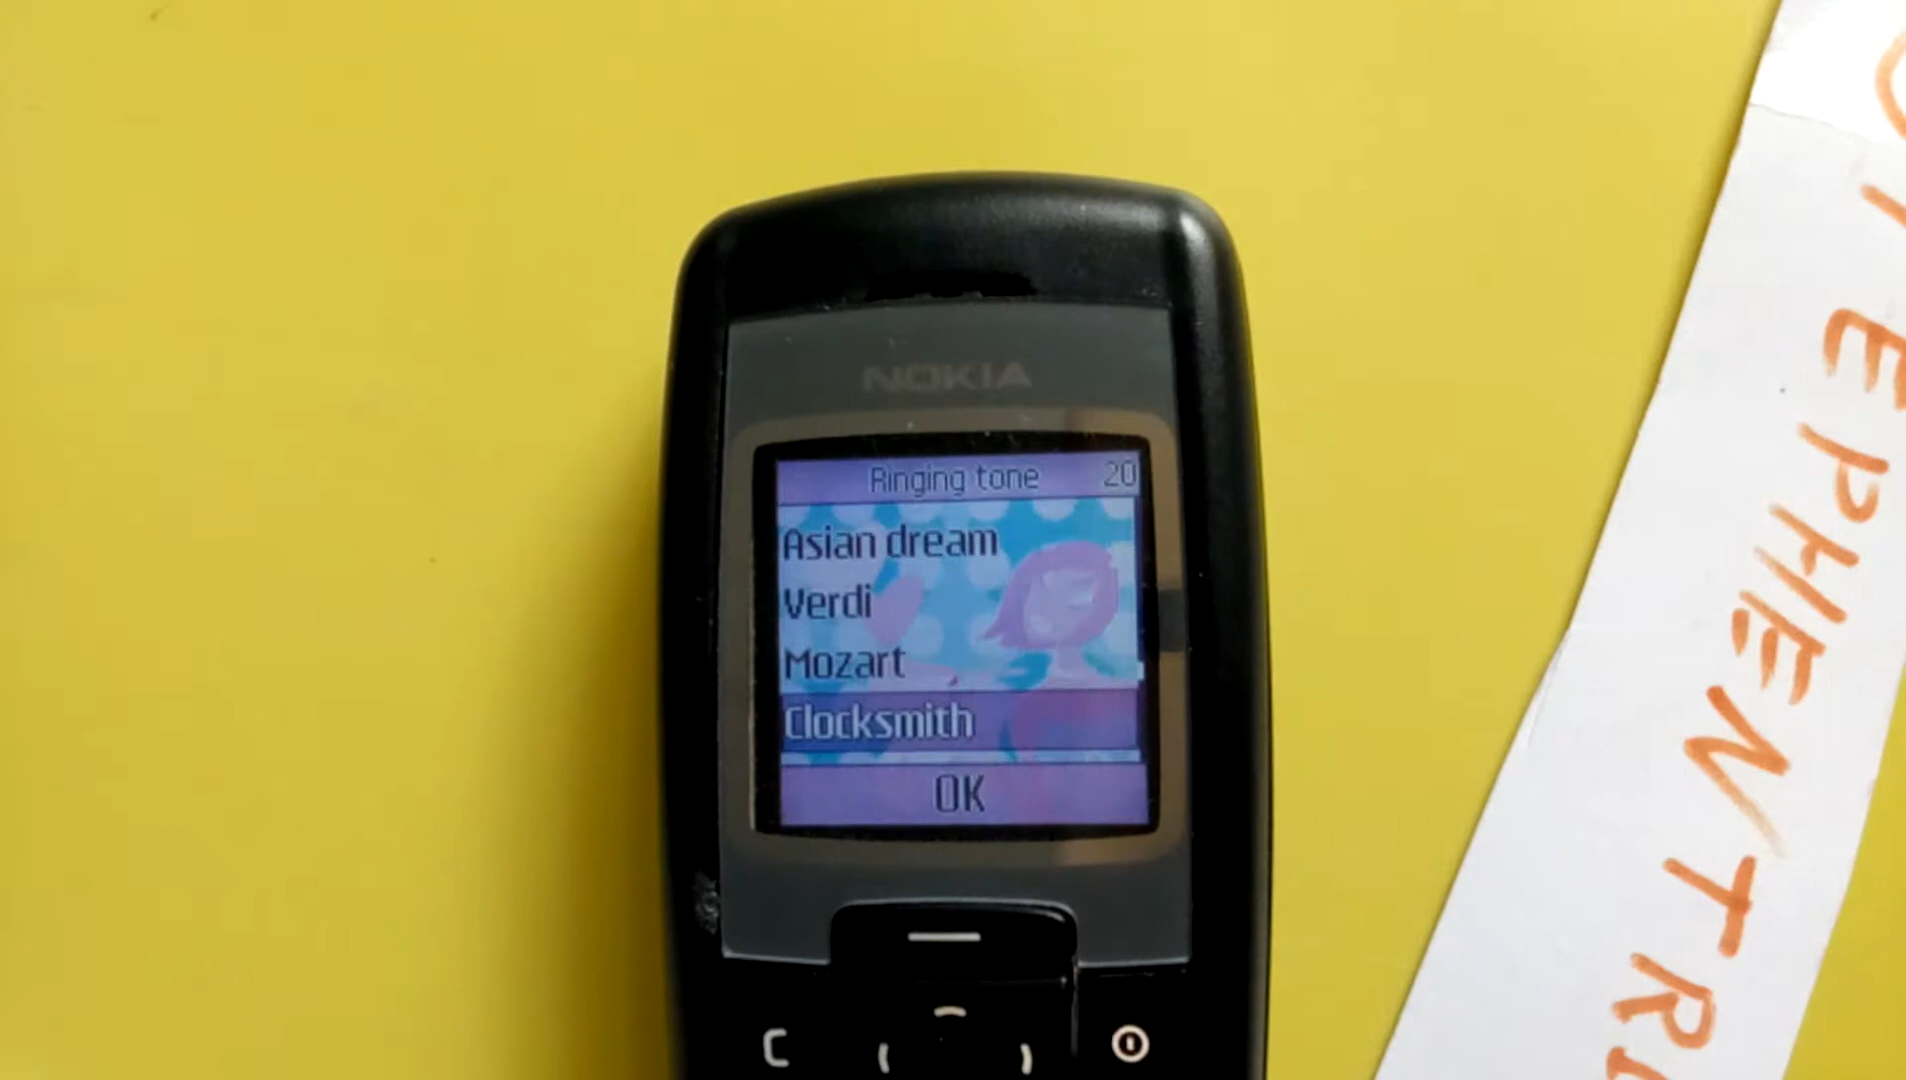 NOKIA
Ringing tone 20
Asian dream
Verdi
Mozart
Clocksmith
OK
C